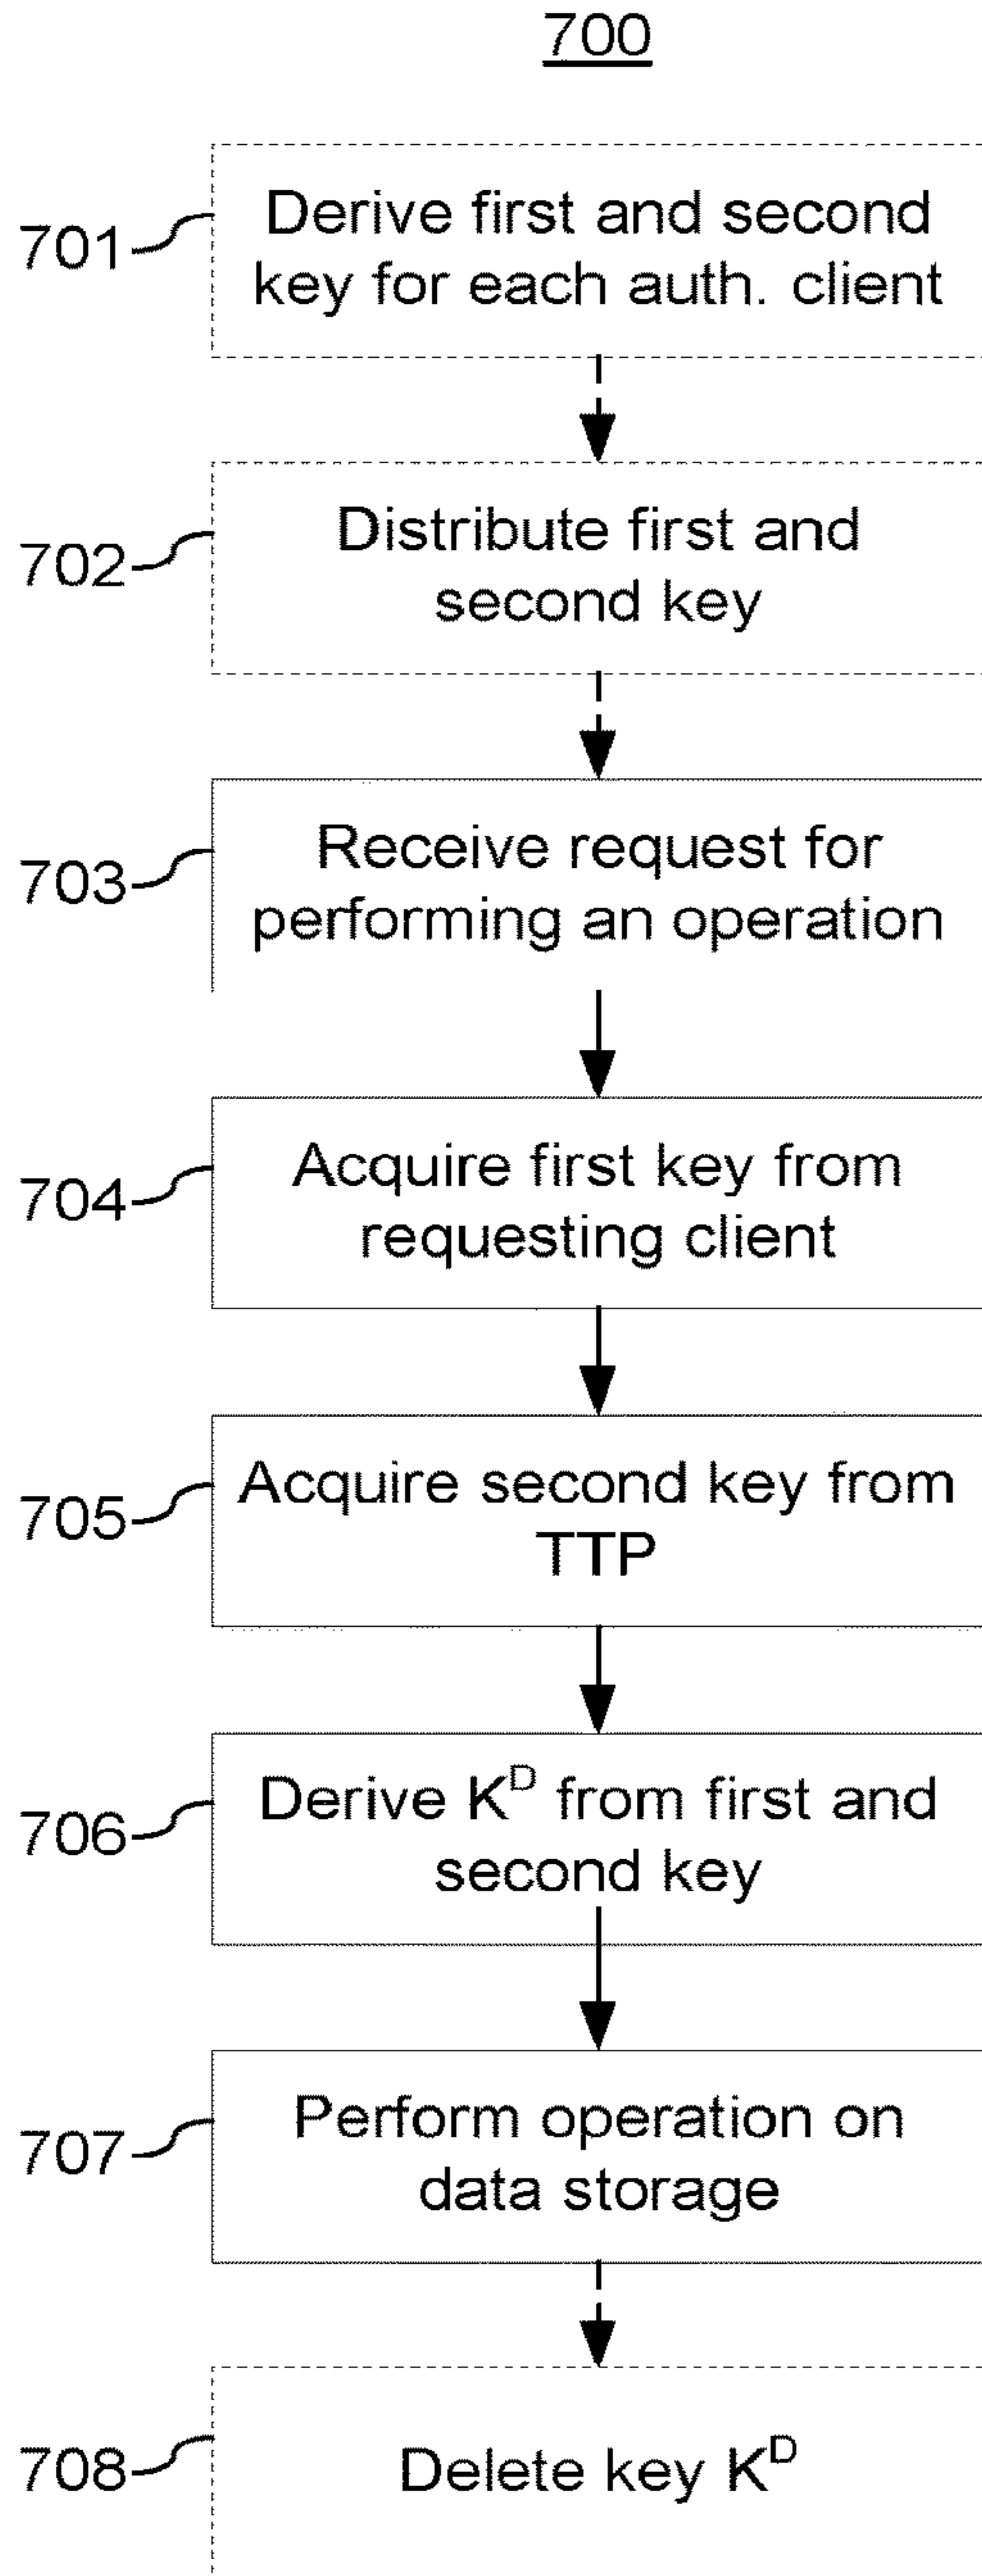 700
701
Derive first and second
key for each auth. client
702
Distribute first and
second key
703
Receive request for
performing an operation
704
Acquire first key from
requesting client
705
Acquire second key from
TTP
706
Derive K^D from first and
second key
707
Perform operation on
data storage
708
Delete key K^D